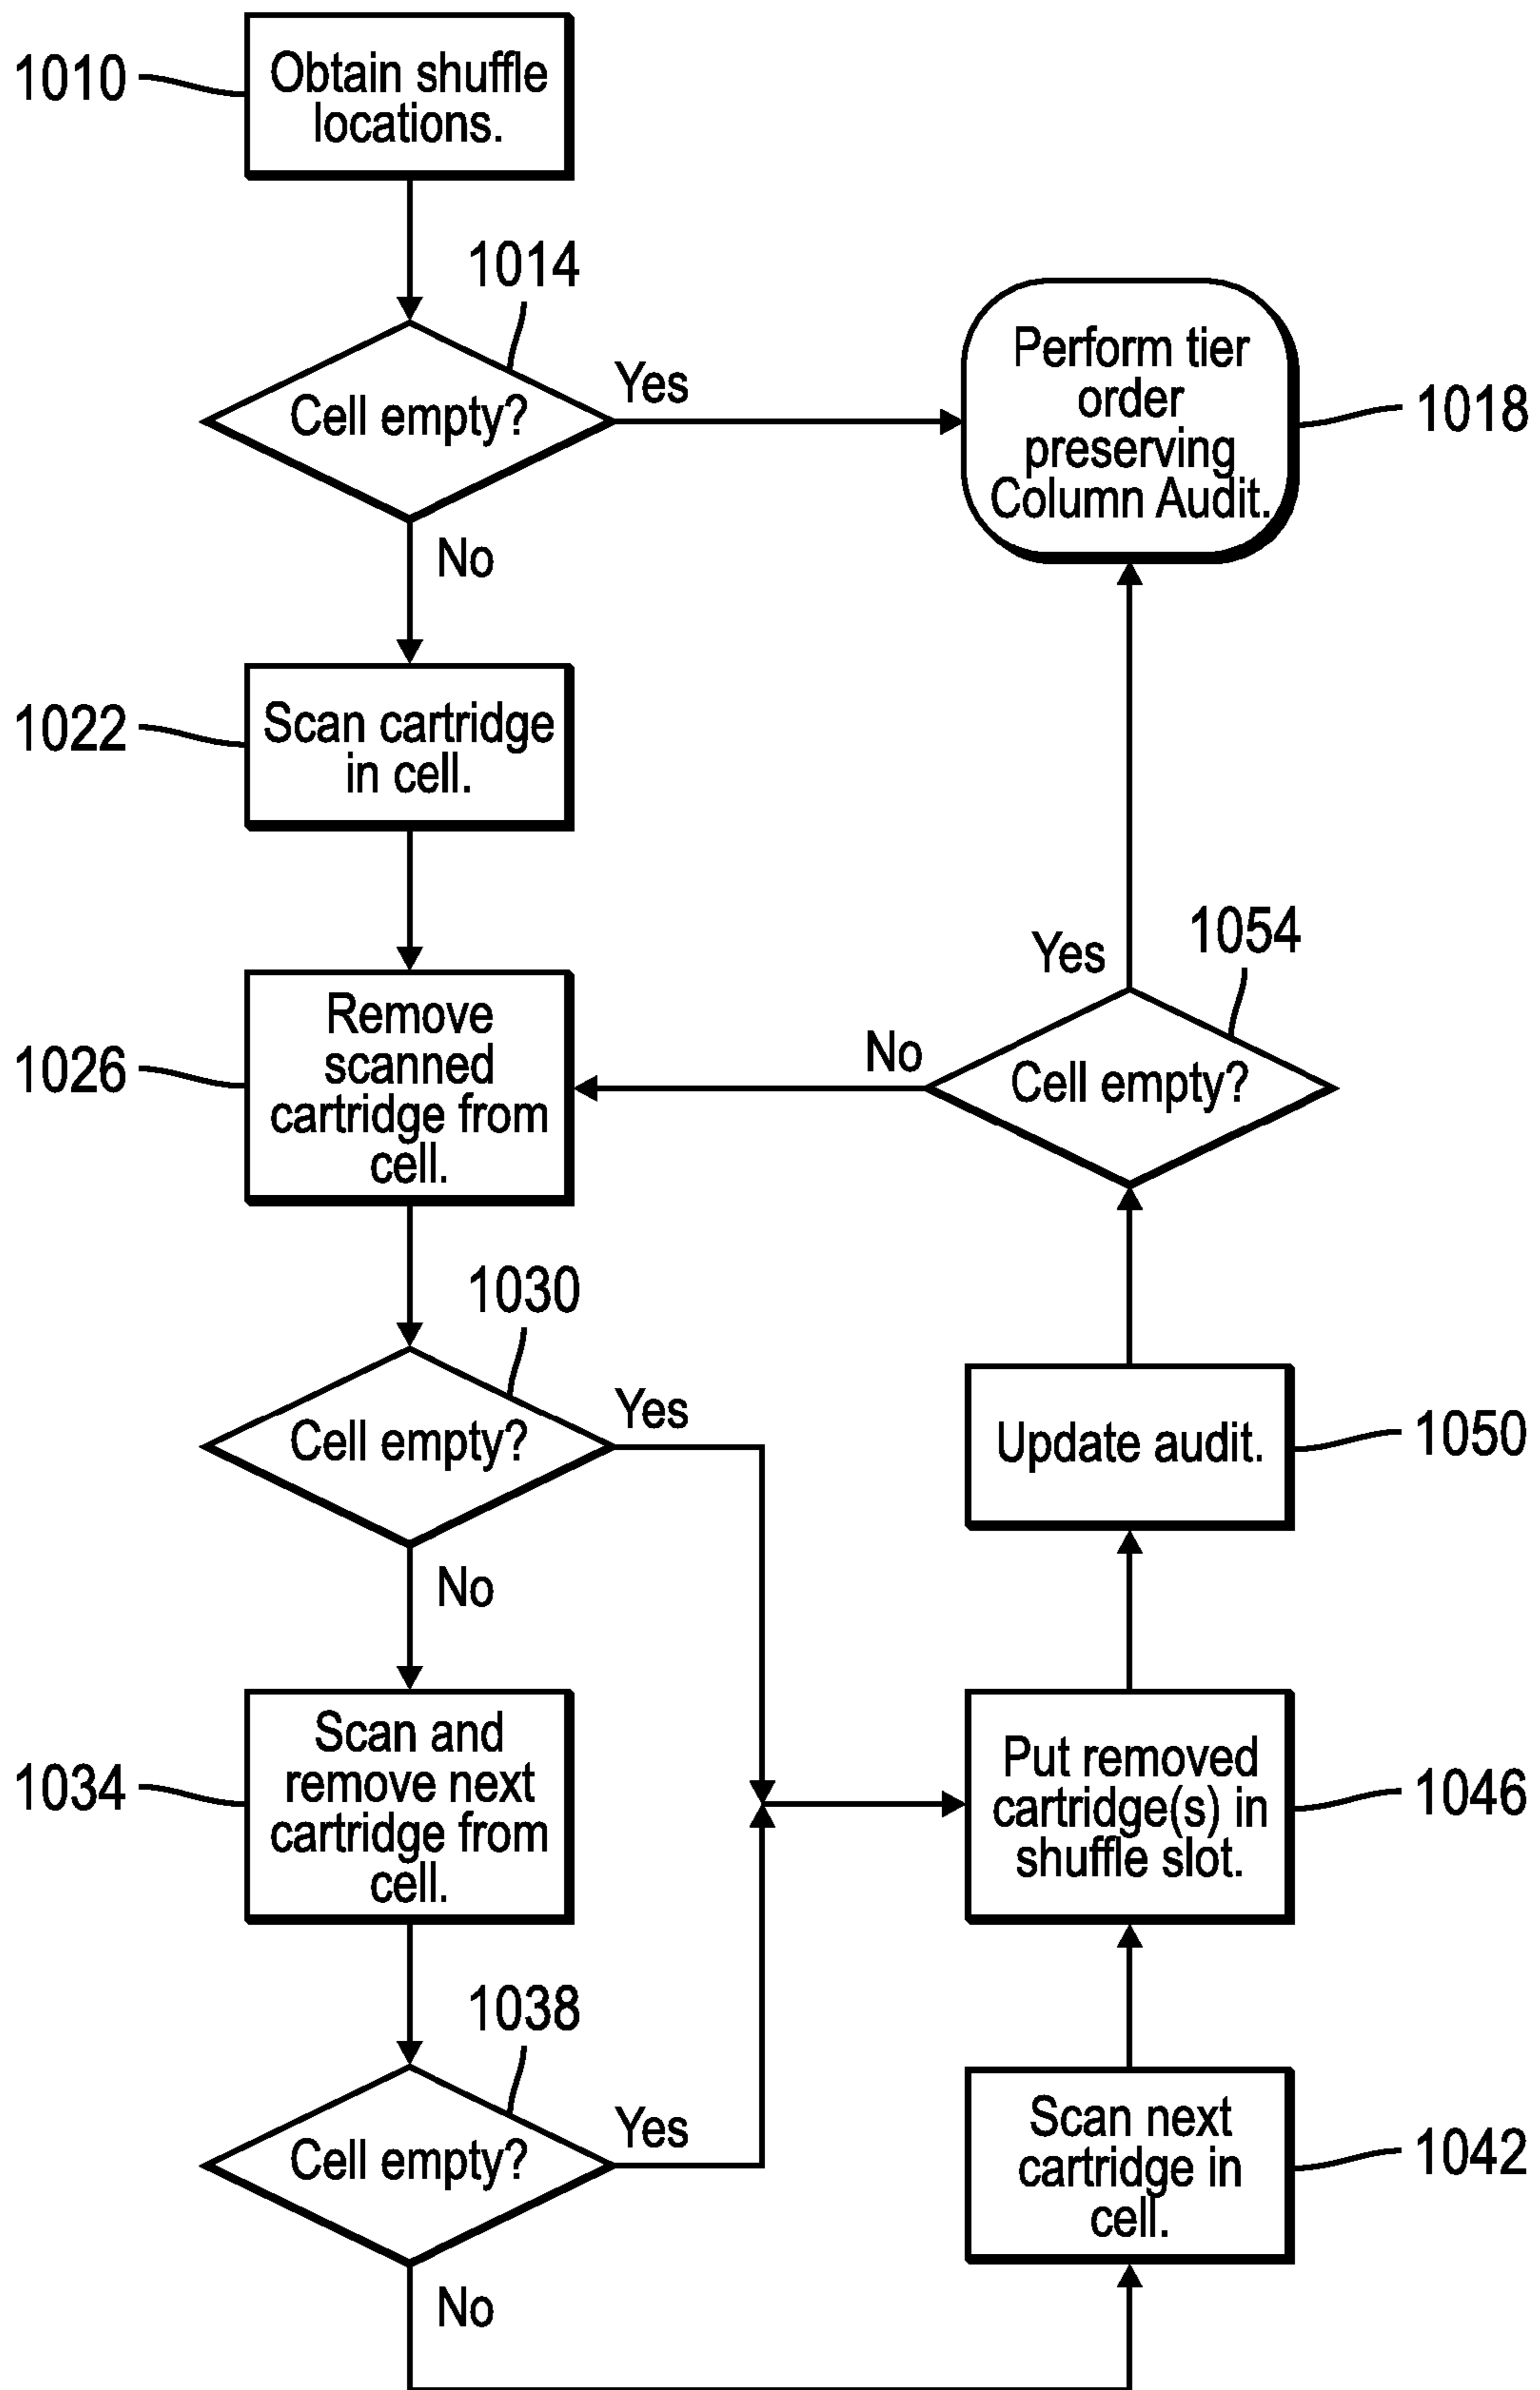 1010
Obtain shuffle
locations.
1014
Cell empty?
Yes
No
Perform tier
order
preserving
Column Audit.
1018
1022
Scan cartridge
in cell.
1026
Remove
scanned
cartridge from
cell.
No
Yes
1054
Cell empty?
1030
Cell empty?
Yes
No
Update audit.
1050
1034
Scan and
remove next
cartridge from
cell.
Put removed
cartridge(s) in
shuffle slot.
1046
1038
Cell empty?
Yes
No
Scan next
cartridge in
cell.
1042